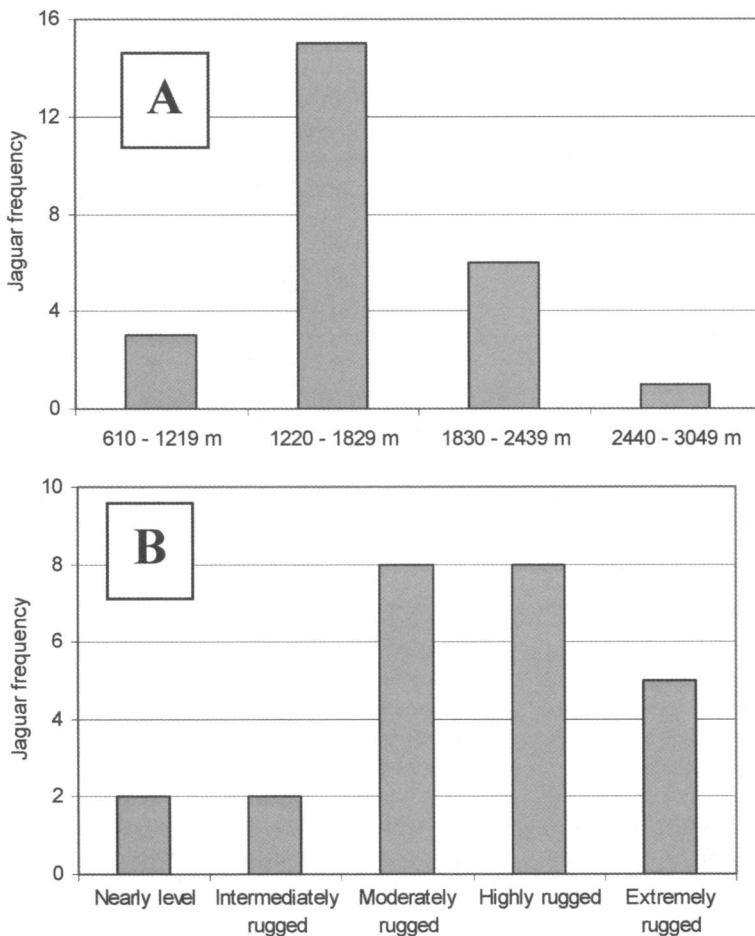 16
12
8
4
0
Jaguar frequency
A
610 - 1219 m 1220 - 1829 m 1830 - 2439 m 2440 - 3049 m
10
8
6
4
2
0
Jaguar frequency
B
Nearly level Intermediately Moderately Highly rugged Extremely
rugged rugged rugged